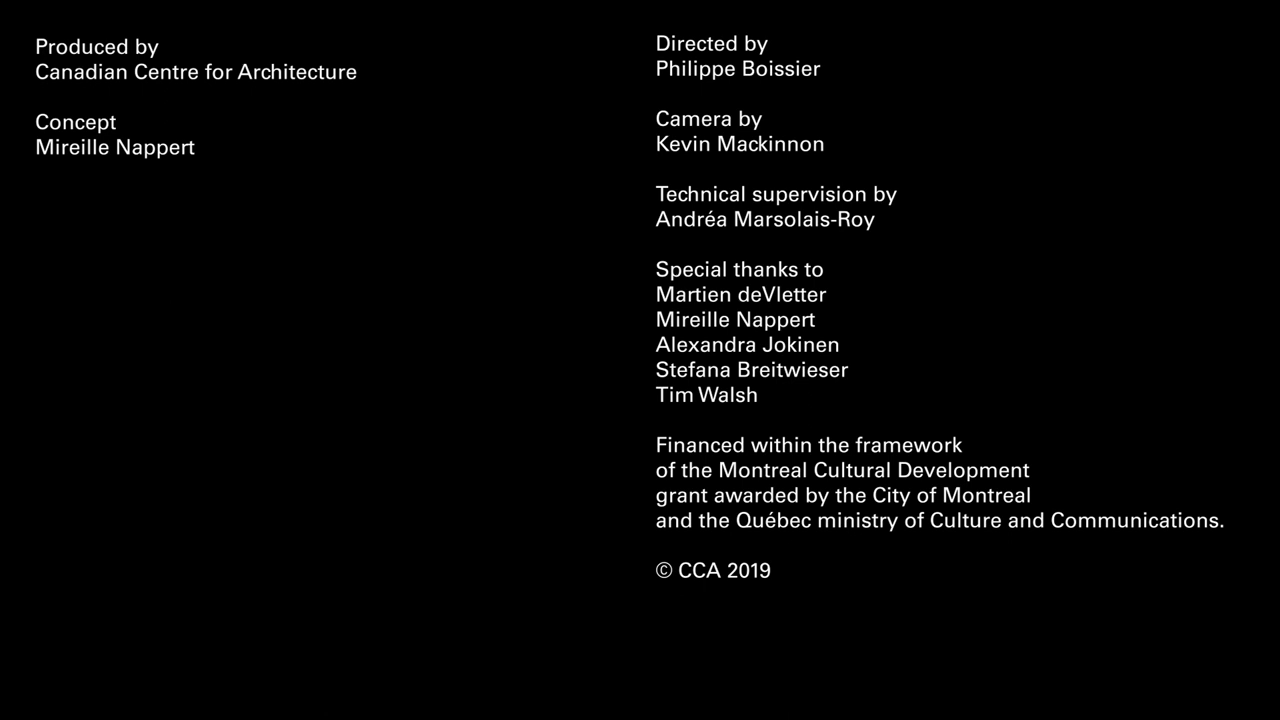 Produced by
Canadian Centre for Architecture
Concept
Mireille Nappert
Directed by
Philippe Boissier
Camera by
Kevin Mackinnon
Technical supervision by
Andréa Marsolais-Roy
Special thanks to
Martien deVletter
Mireille Nappert
Alexandra Jokinen
Stefana Breitwieser
Tim Walsh
Financed within the framework
of the Montreal Cultural Development
grant awarded by the City of Montreal
and the Québec ministry of Culture and Communications.
© CCA 2019